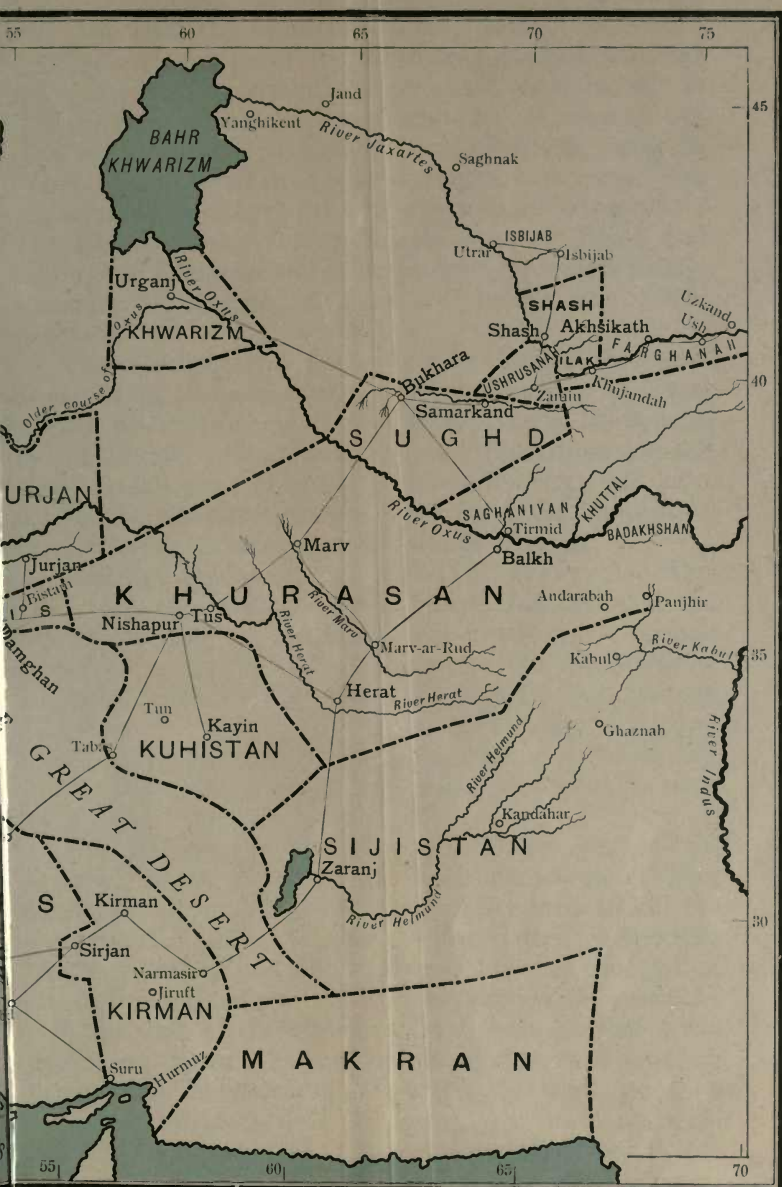 55
60
65
70
75
45
Jand
Yanghikent
River Jaxartes
BAHR
KHWARIZM
Saghnak
ISBIJAB
Utrar
Isbijab
Urganj
River Oxus
SHASH
Uzkand
Oxus
KHWARIZM
Shash
Akhsikath
Ush
FARGHANAH
ILAK
USHRUSANAH
40
Bukhara
Khujandah
Zamin
Samarkand
Older course of
SUGHD
URJAN
SAGHANIYAN
KHUTTAL
River Oxus
Tirmid
BADAKHSHAN
Marv
Balkh
Jurjan
Bistam
KHURASAN
Andarabah
Panjhir
IS
Nishapur
Tus
River Marv
River Herat
Marv-ar-Rud
River Kabul
35
Damghan
Kabul
Herat
River Herat
Tun
Kayin
Ghaznah
Tab
KUHISTAN
River Helmund
River Indus
E GREAT DESERT
Kandahar
SIJISTAN
Zaranj
S
Kirman
River Helmund
30
Sirjan
Narmasir
Jiruft
KIRMAN
MAKRAN
Suru
Hurmuz
55
60
65
70